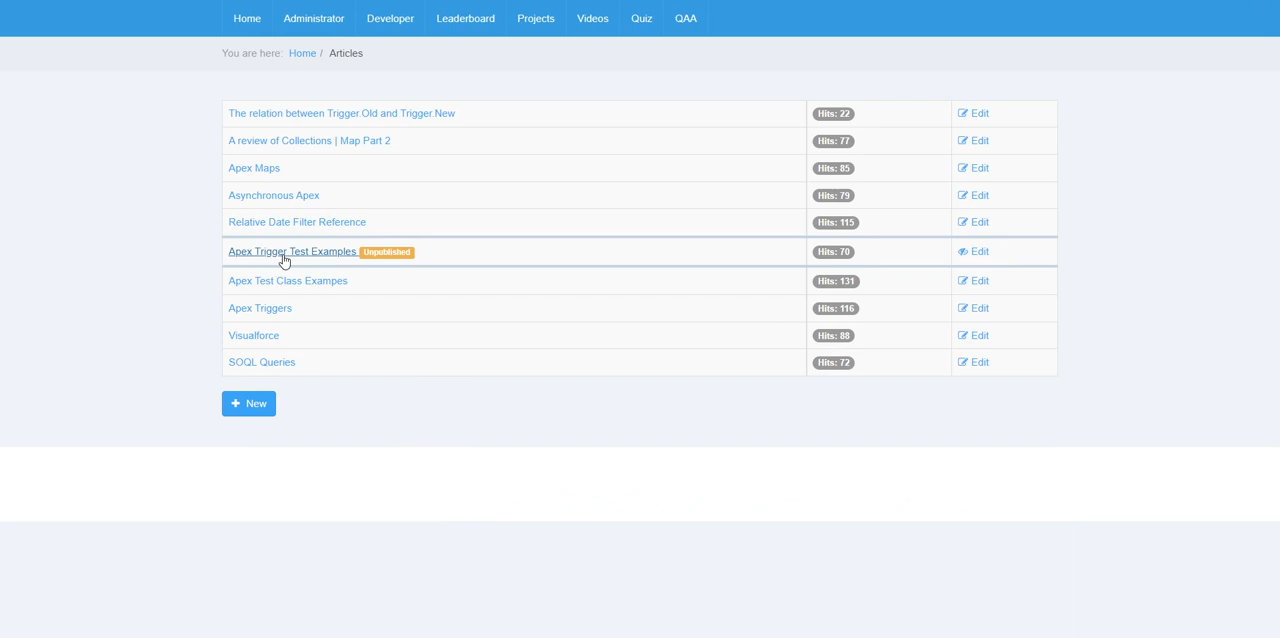 Home Administrator Developer Leaderboard Projects Videos Quiz QAA
You are here: Home / Articles
The relation between Trigger.Old and Trigger.New Hits: 22 Edit
A review of Collections | Map Part 2 Hits: 77 Edit
Apex Maps Hits: 85 Edit
Asynchronous Apex Hits: 79 Edit
Relative Date Filter Reference Hits: 115 Edit
Apex Trigger Test Examples Unpublished Hits: 70 Edit
Apex Test Class Exampes Hits: 131 Edit
Apex Triggers Hits: 116 Edit
Visualforce Hits: 88 Edit
SOQL Queries Hits: 72 Edit
+ New